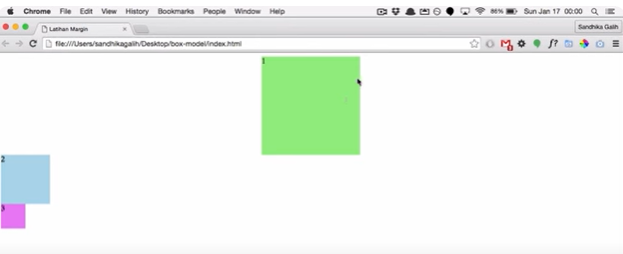 Chrome File Edit View History Bookmarks People Window Help 86% Sun Jan 17 00:00
Latihan Margin Sandhika Galih
file:///Users/sandhikagalih/Desktop/box-model/index.html f?
1
2
3